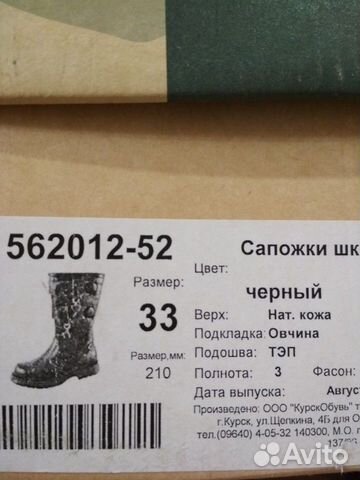 562012-52
Сапожки шк
Размер:
33
Размер,мм:
210
Цвет:
черный
Верх: Нат. кожа
Подкладка: Овчина
Подошва: ТЭП
Полнота: 3 Фасон:
Дата выпуска: Август
Произведено: ООО "КурскОбувь"
г.Курск, ул.Щепкина, 4Б для О
тел.(09640) 4-05-32 140300, М.О.
Avito